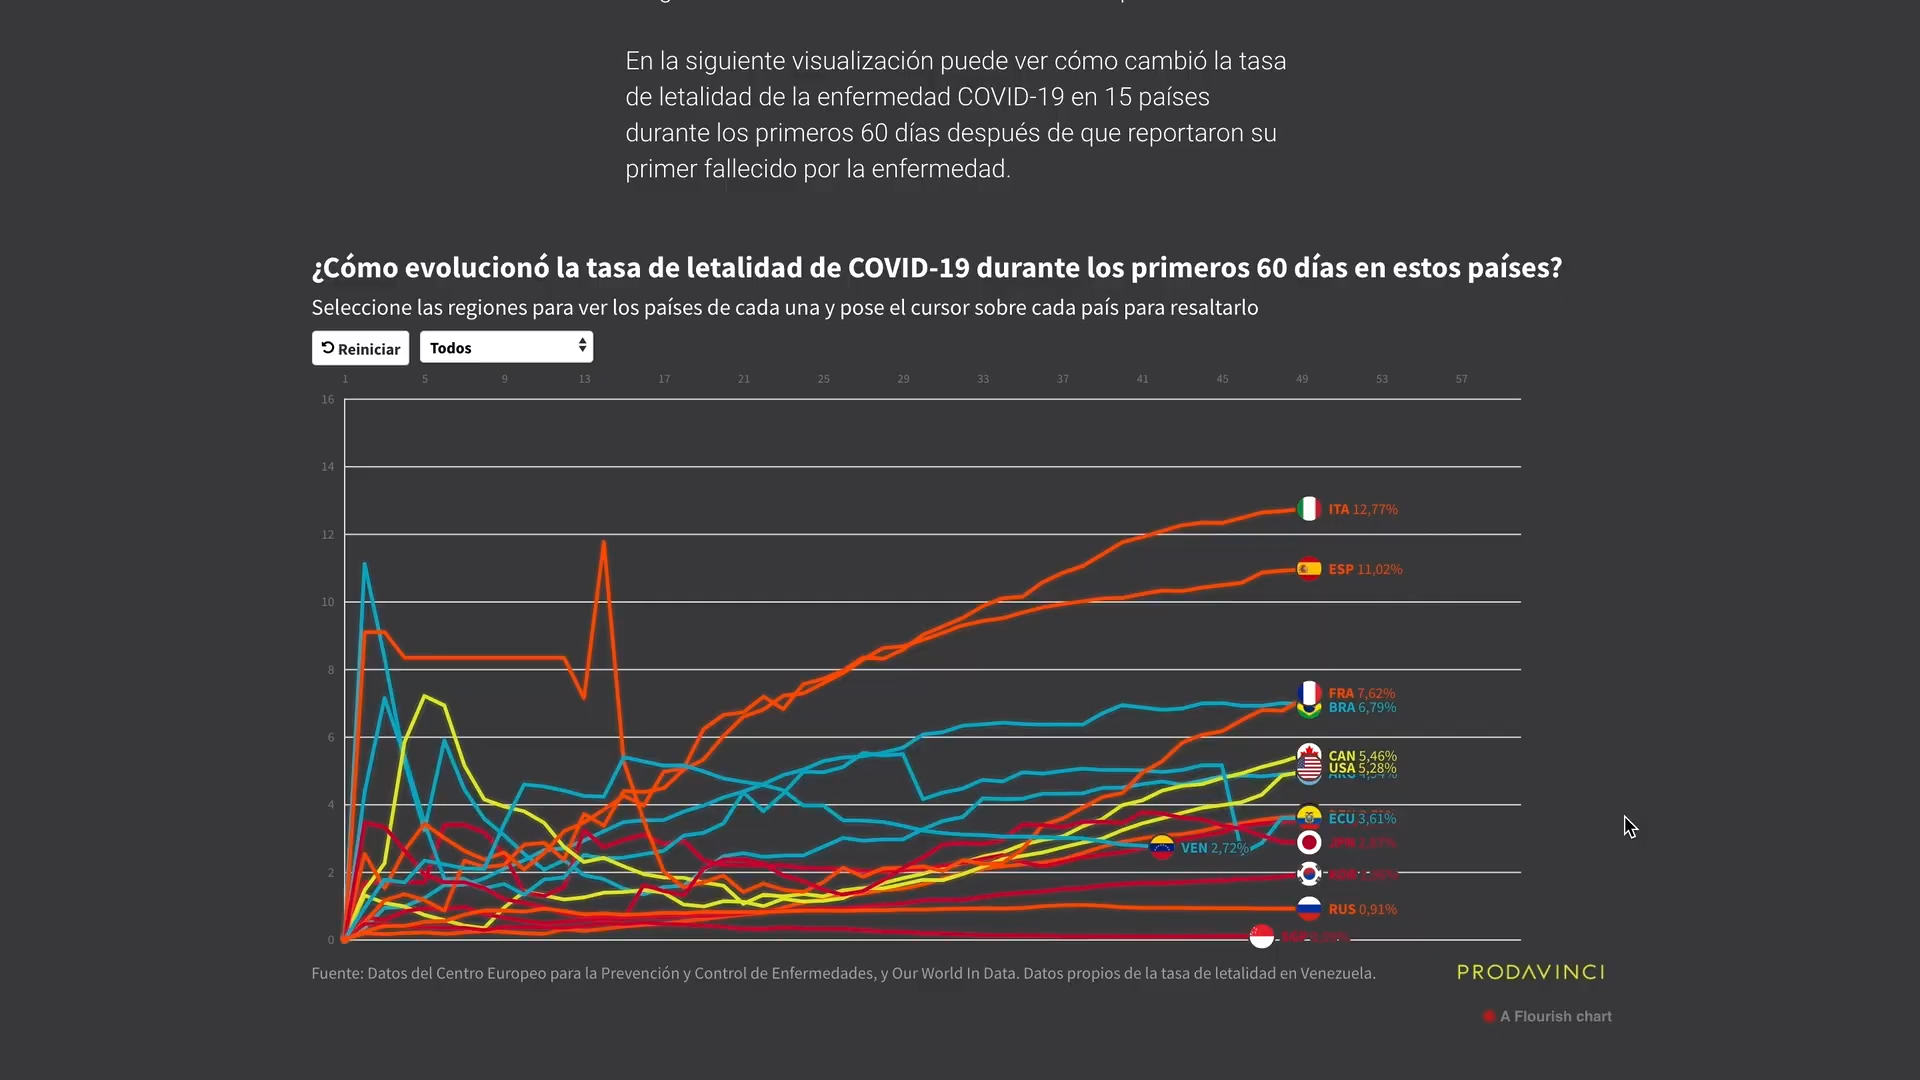 En la siguiente visualización puede ver cómo cambió la tasa
de letalidad de la enfermedad COVID-19 en 15 países
durante los primeros 60 días después de que reportaron su
primer fallecido por la enfermedad.
¿Cómo evolucionó la tasa de letalidad de COVID-19 durante los primeros 60 días en estos países?
Seleccione las regiones para ver los países de cada una y pose el cursor sobre cada país para resaltarlo
Reiniciar
Todos
1 5 9 13 17 21 25 29 33 37 41 45 49 53 57
16
14
12
10
8
6
4
2
0
ITA 12,77%
ESP 11,02%
FRA 7,62%
BRA 6,79%
CAN 5,46%
USA 5,28%
ECU 3,61%
VEN 2,72%
RUS 0,91%
Fuente: Datos del Centro Europeo para la Prevención y Control de Enfermedades, y Our World In Data. Datos propios de la tasa de letalidad en Venezuela.
PRODAVINCI
A Flourish chart